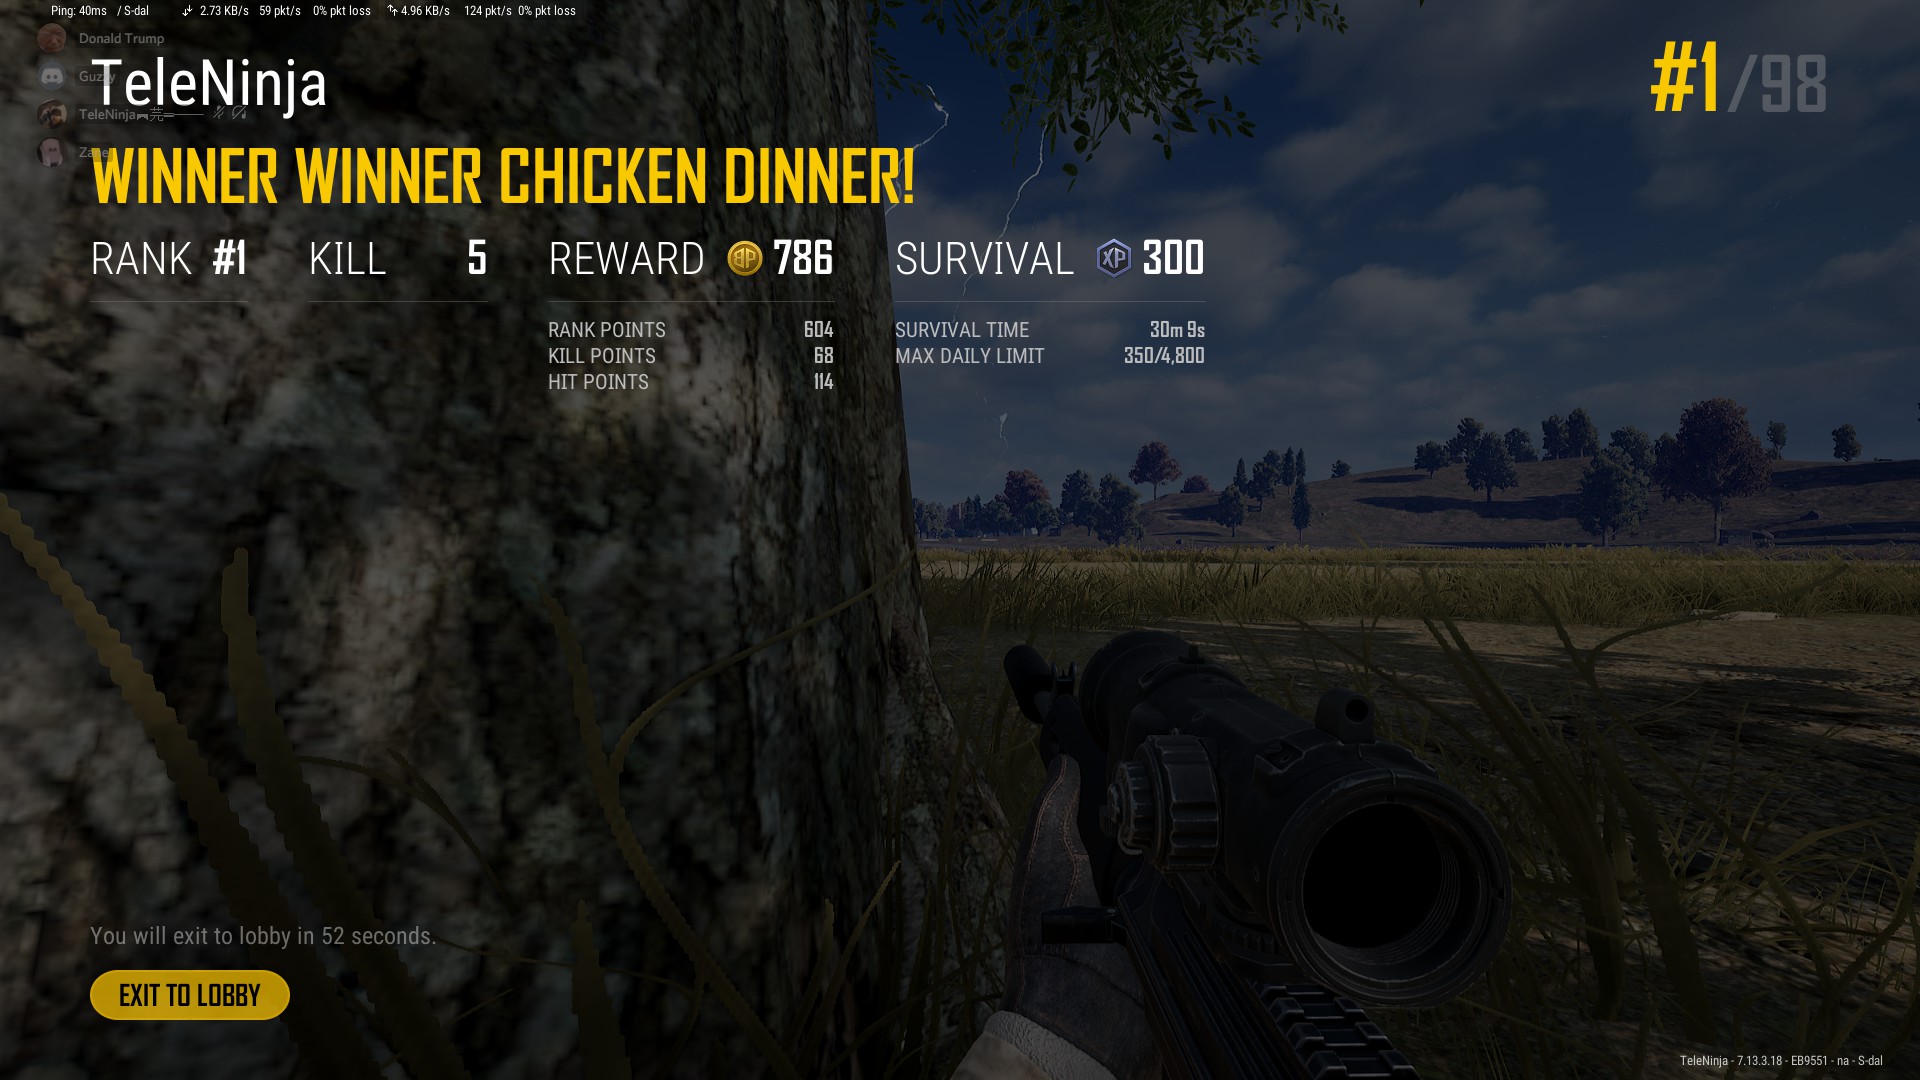 Ping: 40ms / S-dal 2.73 KB/s 59 pkt/s 0% pkt loss 4.96 KB/s 124 pkt/s 0% pkt loss
Donald Trump
TeleNinja
#1/98
TeleNinja
WINNER WINNER CHICKEN DINNER!
RANK #1 KILL 5 REWARD BP 786 SURVIVAL XP 300
RANK POINTS 604 SURVIVAL TIME 30m 9s
KILL POINTS 68 MAX DAILY LIMIT 350/4,800
HIT POINTS 114
You will exit to lobby in 52 seconds.
EXIT TO LOBBY
TeleNinja - 7.13.3.18 - EB9551 - na - S-dal